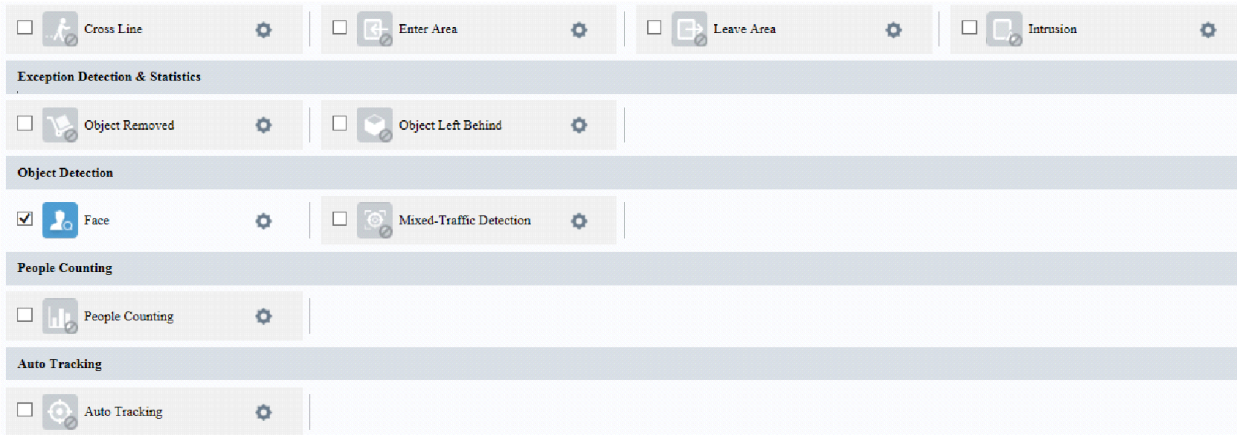 Cross Line Enter Area Leave Area Intrusion
Exception Detection & Statistics
Object Removed Object Left Behind
Object Detection
Face Mixed-Traffic Detection
People Counting
People Counting
Auto Tracking
Auto Tracking